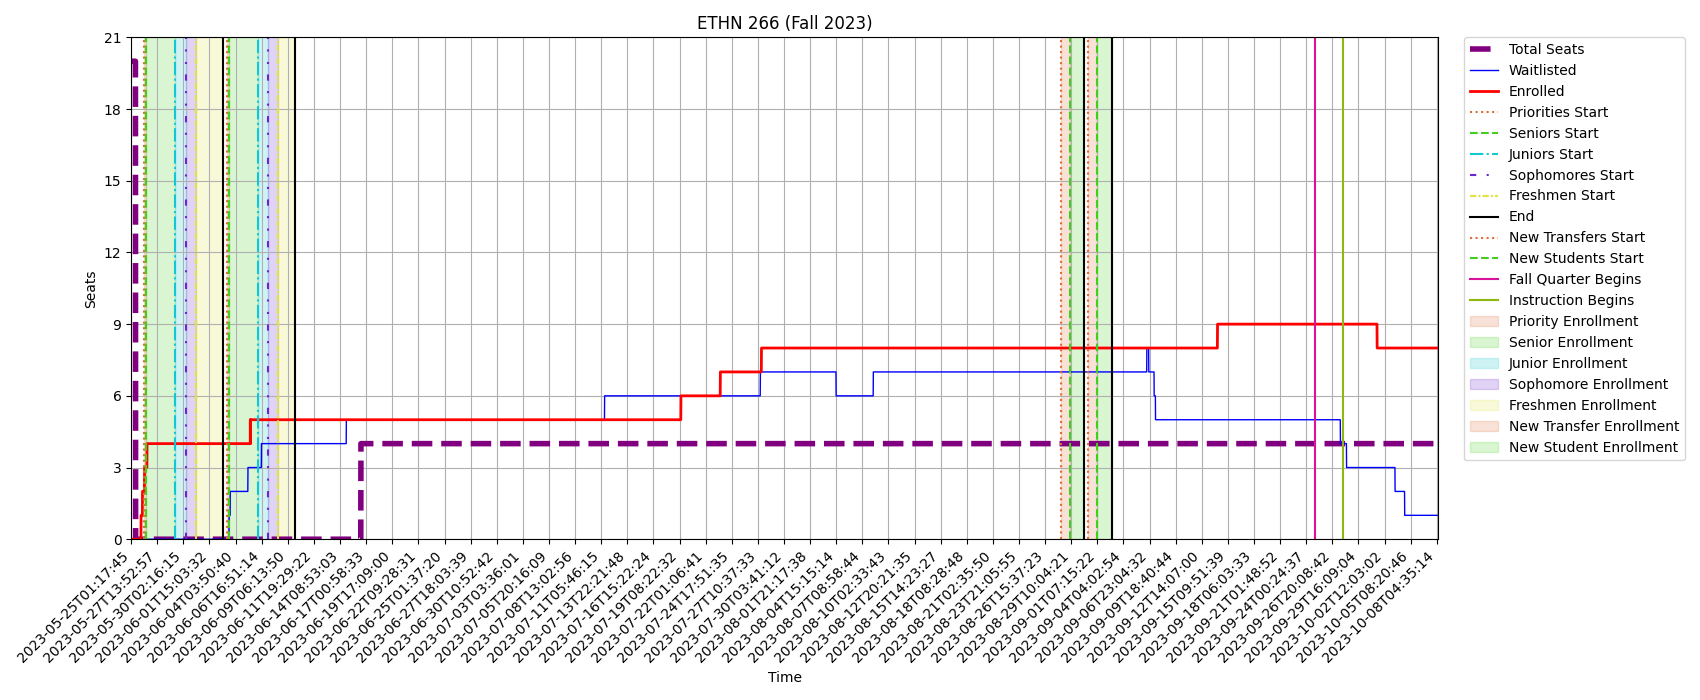 ETHN 266 (Fall 2023)
21
18
15
12
9
6
3
0
Seats
2023-05-25T01:17:45
2023-05-27T13:52:57
2023-05-30T02:16:15
2023-06-01T15:03:32
2023-06-04T03:50:40
2023-06-06T16:51:14
2023-06-09T06:13:50
2023-06-11T19:29:22
2023-06-14T08:53:03
2023-06-17T00:58:33
2023-06-19T17:09:00
2023-06-22T09:28:31
2023-06-25T01:37:20
2023-06-27T18:03:39
2023-06-30T10:52:42
2023-07-03T03:36:01
2023-07-05T20:16:09
2023-07-08T13:02:56
2023-07-11T05:46:15
2023-07-13T22:21:48
2023-07-16T15:22:24
2023-07-19T08:22:32
2023-07-22T01:06:41
2023-07-24T17:51:35
2023-07-27T10:37:33
2023-07-30T03:41:12
2023-08-01T21:17:38
2023-08-04T15:15:14
2023-08-07T08:58:44
2023-08-10T02:33:43
2023-08-12T20:21:35
2023-08-15T14:23:27
2023-08-18T08:28:48
2023-08-21T02:35:50
2023-08-23T21:05:55
2023-08-26T15:37:23
2023-08-29T10:04:21
2023-09-01T07:15:22
2023-09-04T04:02:54
2023-09-06T23:04:32
2023-09-09T18:40:44
2023-09-12T14:07:00
2023-09-15T09:51:39
2023-09-18T06:03:33
2023-09-21T01:48:52
2023-09-24T00:24:37
2023-09-26T20:08:42
2023-09-29T16:09:04
2023-10-02T12:03:02
2023-10-05T08:20:46
2023-10-08T04:35:14
Time
Total Seats
Waitlisted
Enrolled
Priorities Start
Seniors Start
Juniors Start
Sophomores Start
Freshmen Start
End
New Transfers Start
New Students Start
Fall Quarter Begins
Instruction Begins
Priority Enrollment
Senior Enrollment
Junior Enrollment
Sophomore Enrollment
Freshmen Enrollment
New Transfer Enrollment
New Student Enrollment